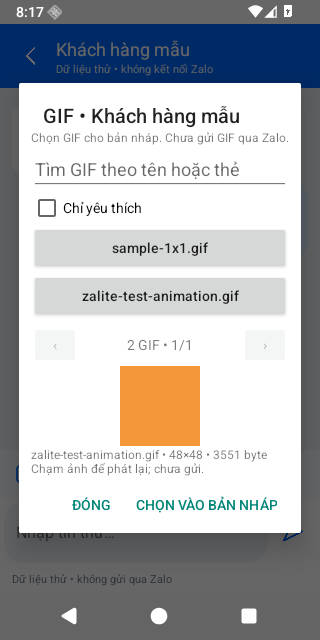 8:17
Khách hàng mẫu
Dữ liệu thử • không kết nối Zalo
GIF • Khách hàng mẫu
Chọn GIF cho bản nháp. Chưa gửi GIF qua Zalo.
Tìm GIF theo tên hoặc thẻ
Chỉ yêu thích
sample-1x1.gif
zalite-test-animation.gif
‹ 2 GIF • 1/1 ›
zalite-test-animation.gif • 48×48 • 3551 byte
Chạm ảnh để phát lại; chưa gửi.
ĐÓNG CHỌN VÀO BẢN NHÁP
Nhập tin thử...
Dữ liệu thử • không gửi qua Zalo